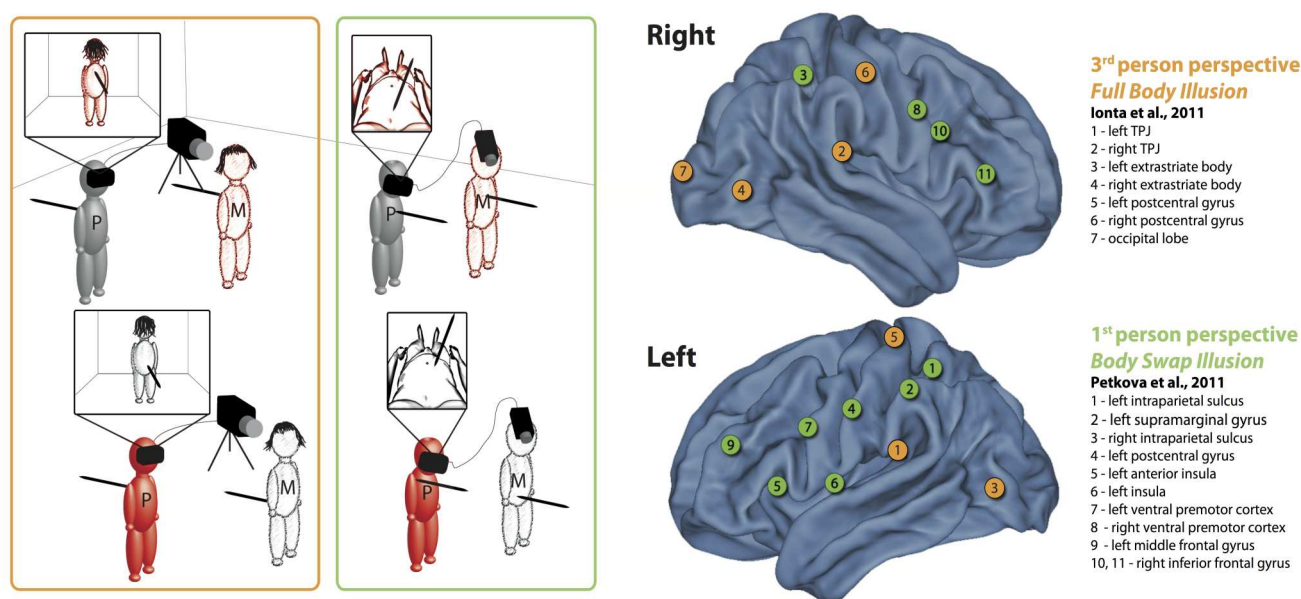 P
M
P
M
P
M
P
M
Right
3
6
8
10
2
11
7
4
Left
5
1
2
4
7
9
1
5
6
3
3rd person perspective
Full Body Illusion
Ionta et al., 2011
1 - left TPJ
2 - right TPJ
3 - left extrastriate body
4 - right extrastriate body
5 - left postcentral gyrus
6 - right postcentral gyrus
7 - occipital lobe
1st person perspective
Body Swap Illusion
Petkova et al., 2011
1 - left intraparietal sulcus
2 - left supramarginal gyrus
3 - right intraparietal sulcus
4 - left postcentral gyrus
5 - left anterior insula
6 - left insula
7 - left ventral premotor cortex
8 - right ventral premotor cortex
9 - left middle frontal gyrus
10, 11 - right inferior frontal gyrus